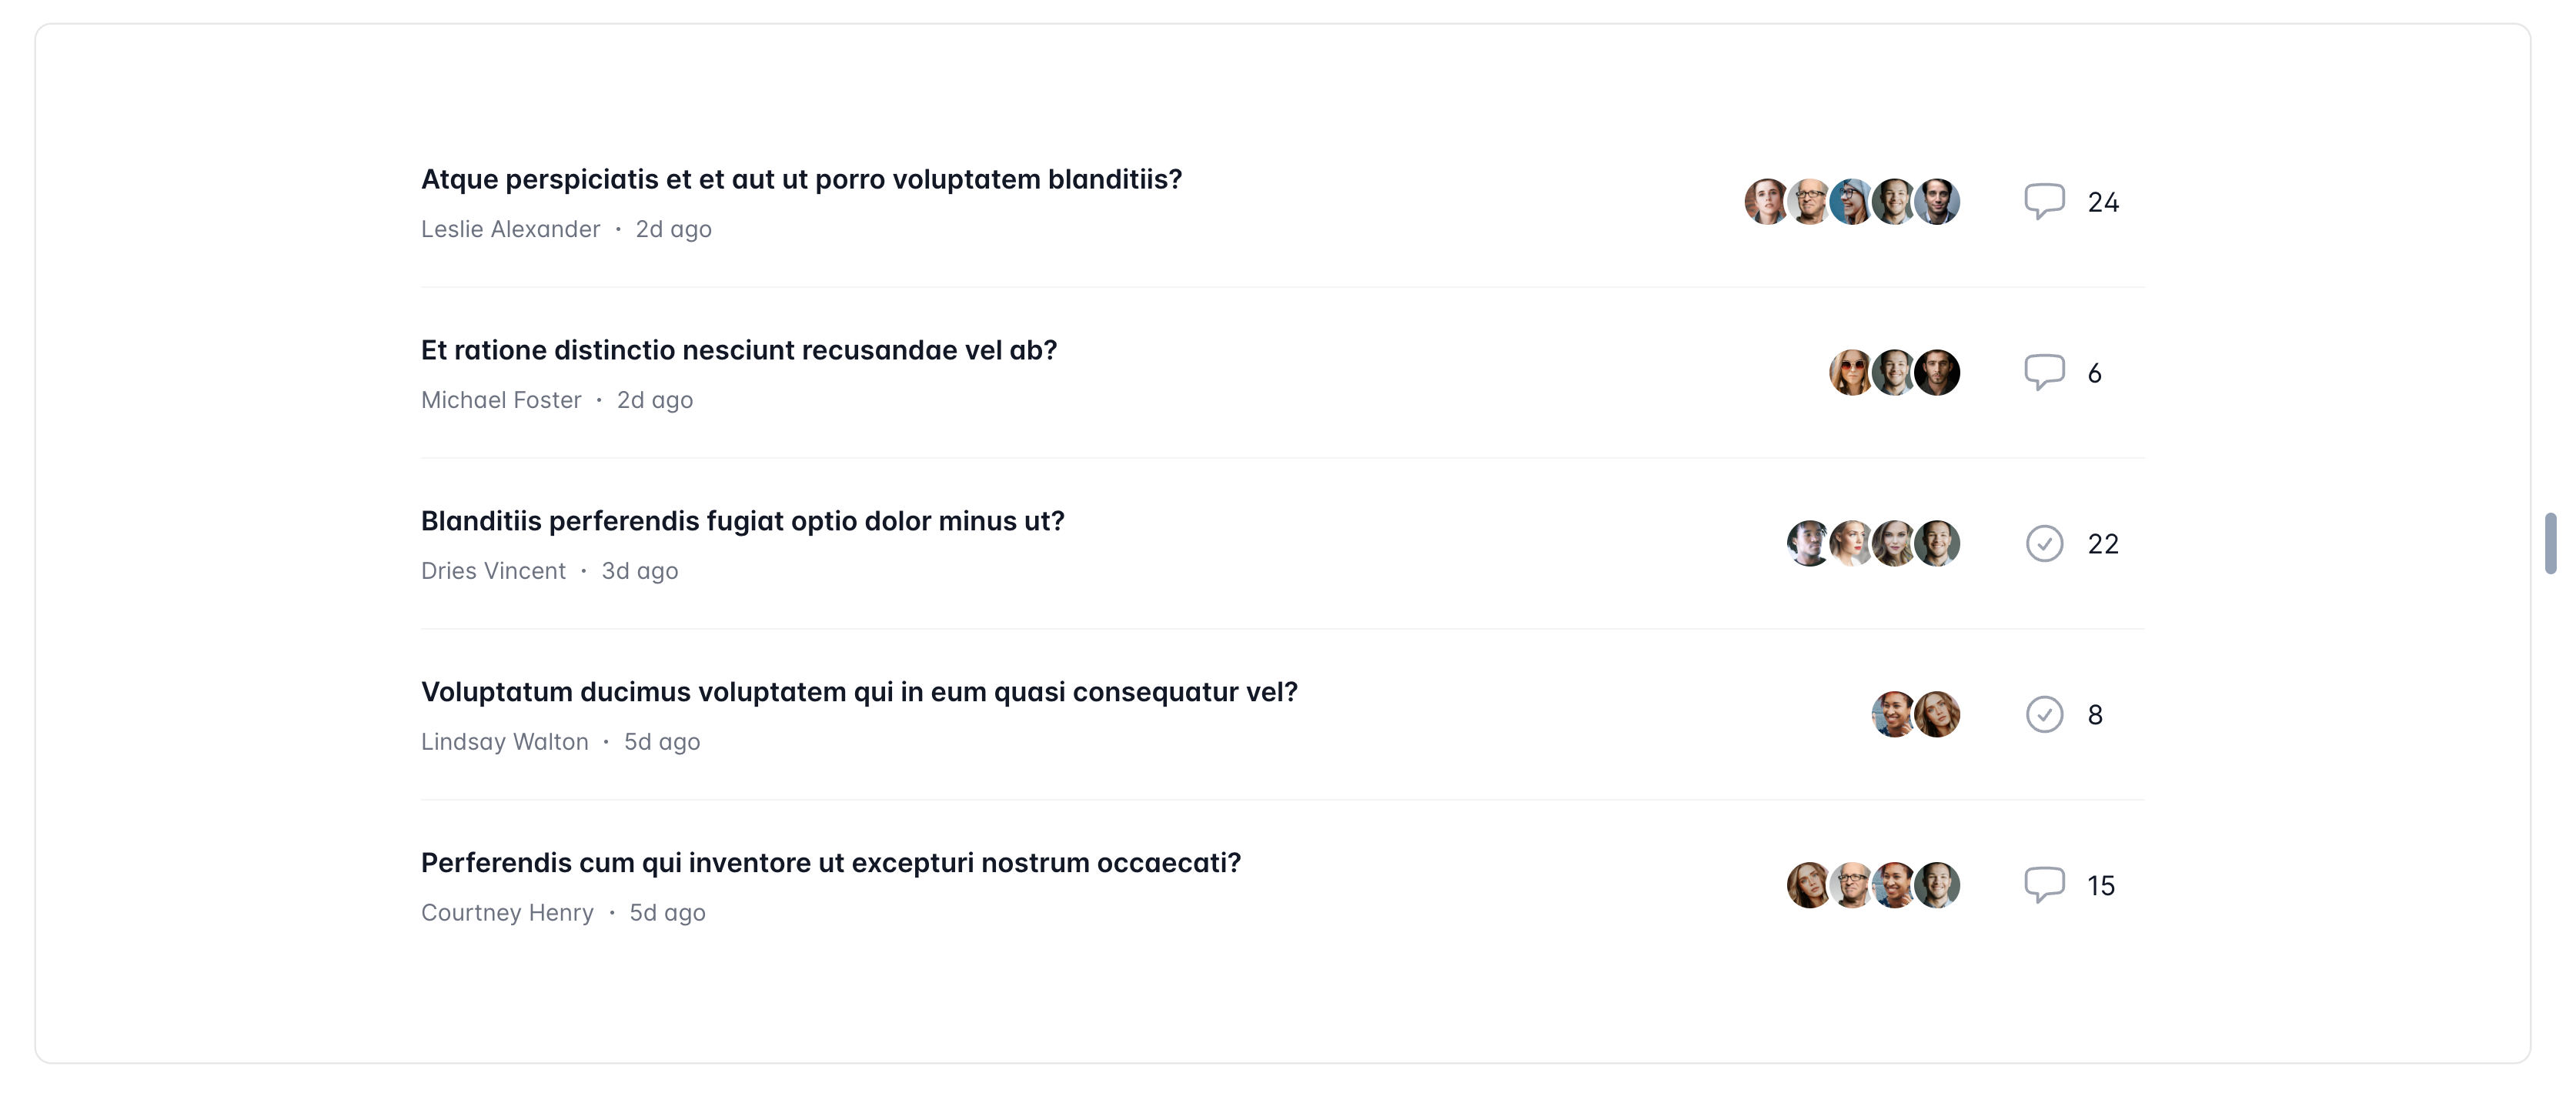 Atque perspiciatis et et aut ut porro voluptatem blanditiis?
Leslie Alexander · 2d ago
24
Et ratione distinctio nesciunt recusandae vel ab?
Michael Foster · 2d ago
6
Blanditiis perferendis fugiat optio dolor minus ut?
Dries Vincent · 3d ago
22
Voluptatum ducimus voluptatem qui in eum quasi consequatur vel?
Lindsay Walton · 5d ago
8
Perferendis cum qui inventore ut excepturi nostrum occaecati?
Courtney Henry · 5d ago
15